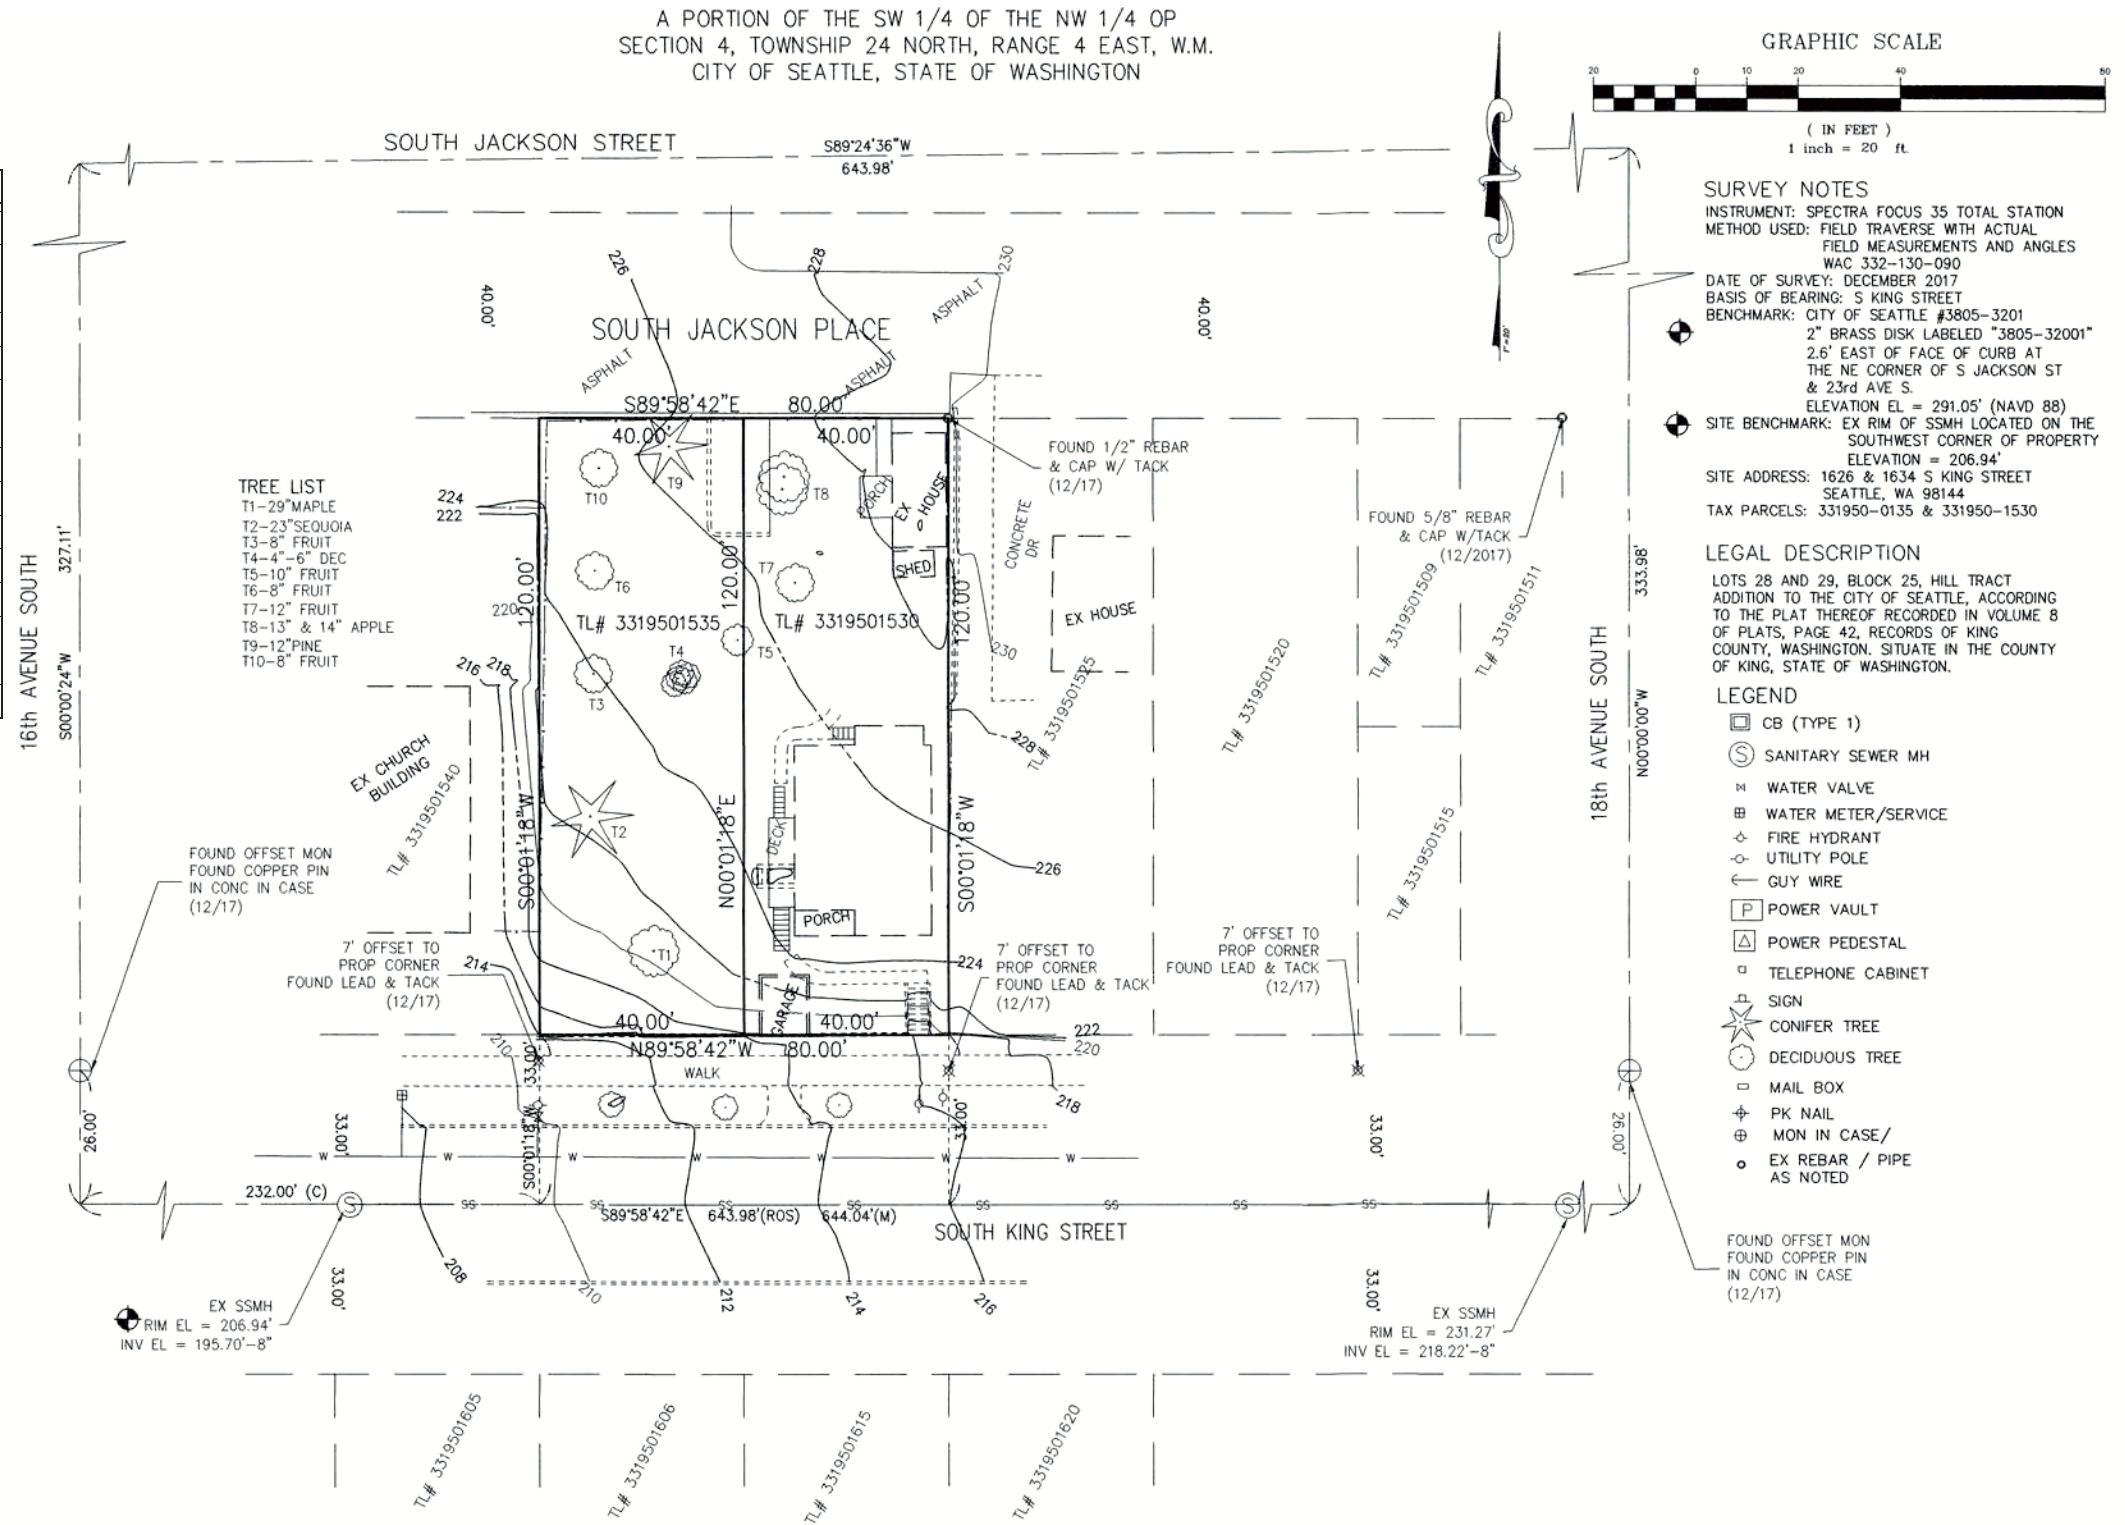 A PORTION OF THE SW 1/4 OF THE NW 1/4 OP
SECTION 4, TOWNSHIP 24 NORTH, RANGE 4 EAST, W.M.
CITY OF SEATTLE, STATE OF WASHINGTON
GRAPHIC SCALE
20 0 10 20 40 80
( IN FEET )
1 inch = 20 ft.
SOUTH JACKSON STREET
S89°24'36"W
643.98'
1"=20'
SURVEY NOTES
INSTRUMENT: SPECTRA FOCUS 35 TOTAL STATION
METHOD USED: FIELD TRAVERSE WITH ACTUAL
FIELD MEASUREMENTS AND ANGLES
WAC 332-130-090
DATE OF SURVEY: DECEMBER 2017
BASIS OF BEARING: S KING STREET
BENCHMARK: CITY OF SEATTLE #3805-3201
2" BRASS DISK LABELED "3805-32001"
2.6' EAST OF FACE OF CURB AT
THE NE CORNER OF S JACKSON ST
& 23rd AVE S.
ELEVATION EL = 291.05' (NAVD 88)
SITE BENCHMARK: EX RIM OF SSMH LOCATED ON THE
SOUTHWEST CORNER OF PROPERTY
ELEVATION = 206.94'
SITE ADDRESS: 1626 & 1634 S KING STREET
SEATTLE, WA 98144
TAX PARCELS: 331950-0135 & 331950-1530
LEGAL DESCRIPTION
LOTS 28 AND 29, BLOCK 25, HILL TRACT
ADDITION TO THE CITY OF SEATTLE, ACCORDING
TO THE PLAT THEREOF RECORDED IN VOLUME 8
OF PLATS, PAGE 42, RECORDS OF KING
COUNTY, WASHINGTON. SITUATE IN THE COUNTY
OF KING, STATE OF WASHINGTON.
LEGEND
CB (TYPE 1)
S SANITARY SEWER MH
WATER VALVE
WATER METER/SERVICE
FIRE HYDRANT
UTILITY POLE
GUY WIRE
P POWER VAULT
POWER PEDESTAL
TELEPHONE CABINET
SIGN
CONIFER TREE
DECIDUOUS TREE
MAIL BOX
PK NAIL
MON IN CASE/
EX REBAR / PIPE
AS NOTED
226
228
230
40.00'
40.00'
SOUTH JACKSON PLACE
ASPHALT
ASPHALT
ASPHALT
S89°58'42"E 80.00'
40.00'
40.00'
FOUND 1/2" REBAR
& CAP W/ TACK
(12/17)
FOUND 5/8" REBAR
& CAP W/TACK
(12/2017)
TREE LIST
T1-29"MAPLE
T2-23"SEQUOIA
T3-8" FRUIT
T4-4"-6" DEC
T5-10" FRUIT
T6-8" FRUIT
T7-12" FRUIT
T8-13" & 14" APPLE
T9-12"PINE
T10-8" FRUIT
224
222
220
216
218
T10
T9
T8
PORCH
EX HOUSE
SHED
CONCRETE
DR
EX HOUSE
T6
T7
120.00'
120.00'
120.00'
TL# 3319501535
TL# 3319501530
T4
T5
T3
230
228
TL# 3319501525
TL# 3319501520
TL# 3319501509
TL# 3319501511
TL# 3319501515
16th AVENUE SOUTH
S00°00'24"W 327.11'
18th AVENUE SOUTH
N00°00'00"W 333.98'
EX CHURCH
BUILDING
TL# 3319501540
T2
S00°01'18"W
N00°01'18"E
S00°01'18"W
DECK
PORCH
226
FOUND OFFSET MON
FOUND COPPER PIN
IN CONC IN CASE
(12/17)
7' OFFSET TO
PROP CORNER
FOUND LEAD & TACK
(12/17)
214
T1
224
7' OFFSET TO
PROP CORNER
FOUND LEAD & TACK
(12/17)
7' OFFSET TO
PROP CORNER
FOUND LEAD & TACK
(12/17)
GARAGE
40.00'
40.00'
222
220
210
N89°58'42"W 80.00'
WALK
218
33.00'
S00°01'18"W
33.00'
26.00'
33.00'
33.00'
26.00'
W W W W W W W
232.00' (C)
S
SS SS SS SS SS SS SS SS
S
S89°58'42"E 643.98'(ROS) 644.04'(M)
SOUTH KING STREET
208
210
212
214
216
33.00'
33.00'
EX SSMH
RIM EL = 206.94'
INV EL = 195.70'-8"
EX SSMH
RIM EL = 231.27'
INV EL = 218.22'-8"
FOUND OFFSET MON
FOUND COPPER PIN
IN CONC IN CASE
(12/17)
TL# 3319501605
TL# 3319501606
TL# 3319501615
TL# 3319501620